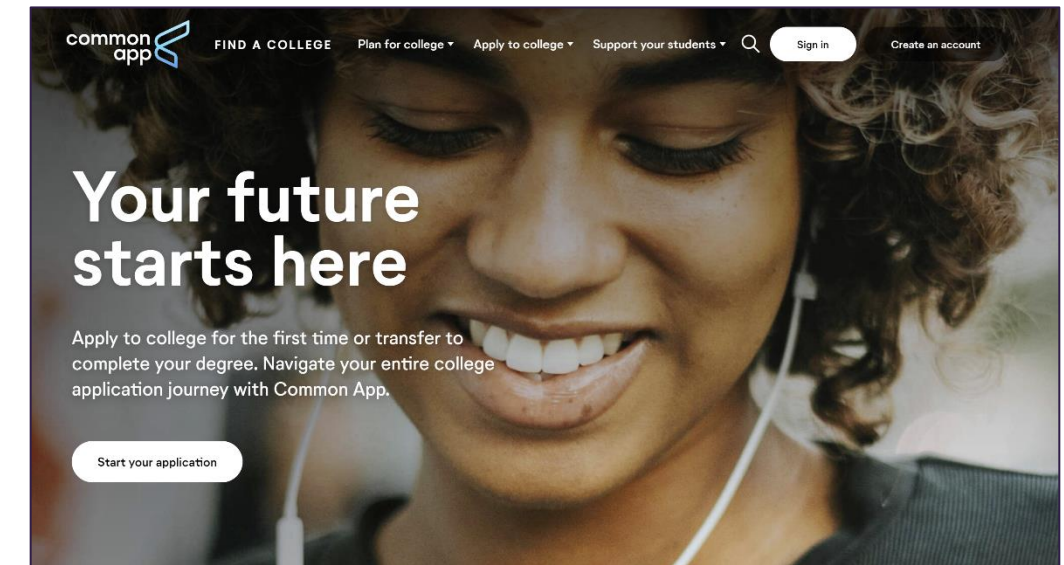 common
app
FIND A COLLEGE
Plan for college
Apply to college
Support your students
Sign in
Create an account
Your future
starts here
Apply to college for the first time or transfer to
complete your degree. Navigate your entire college
application journey with Common App.
Start your application